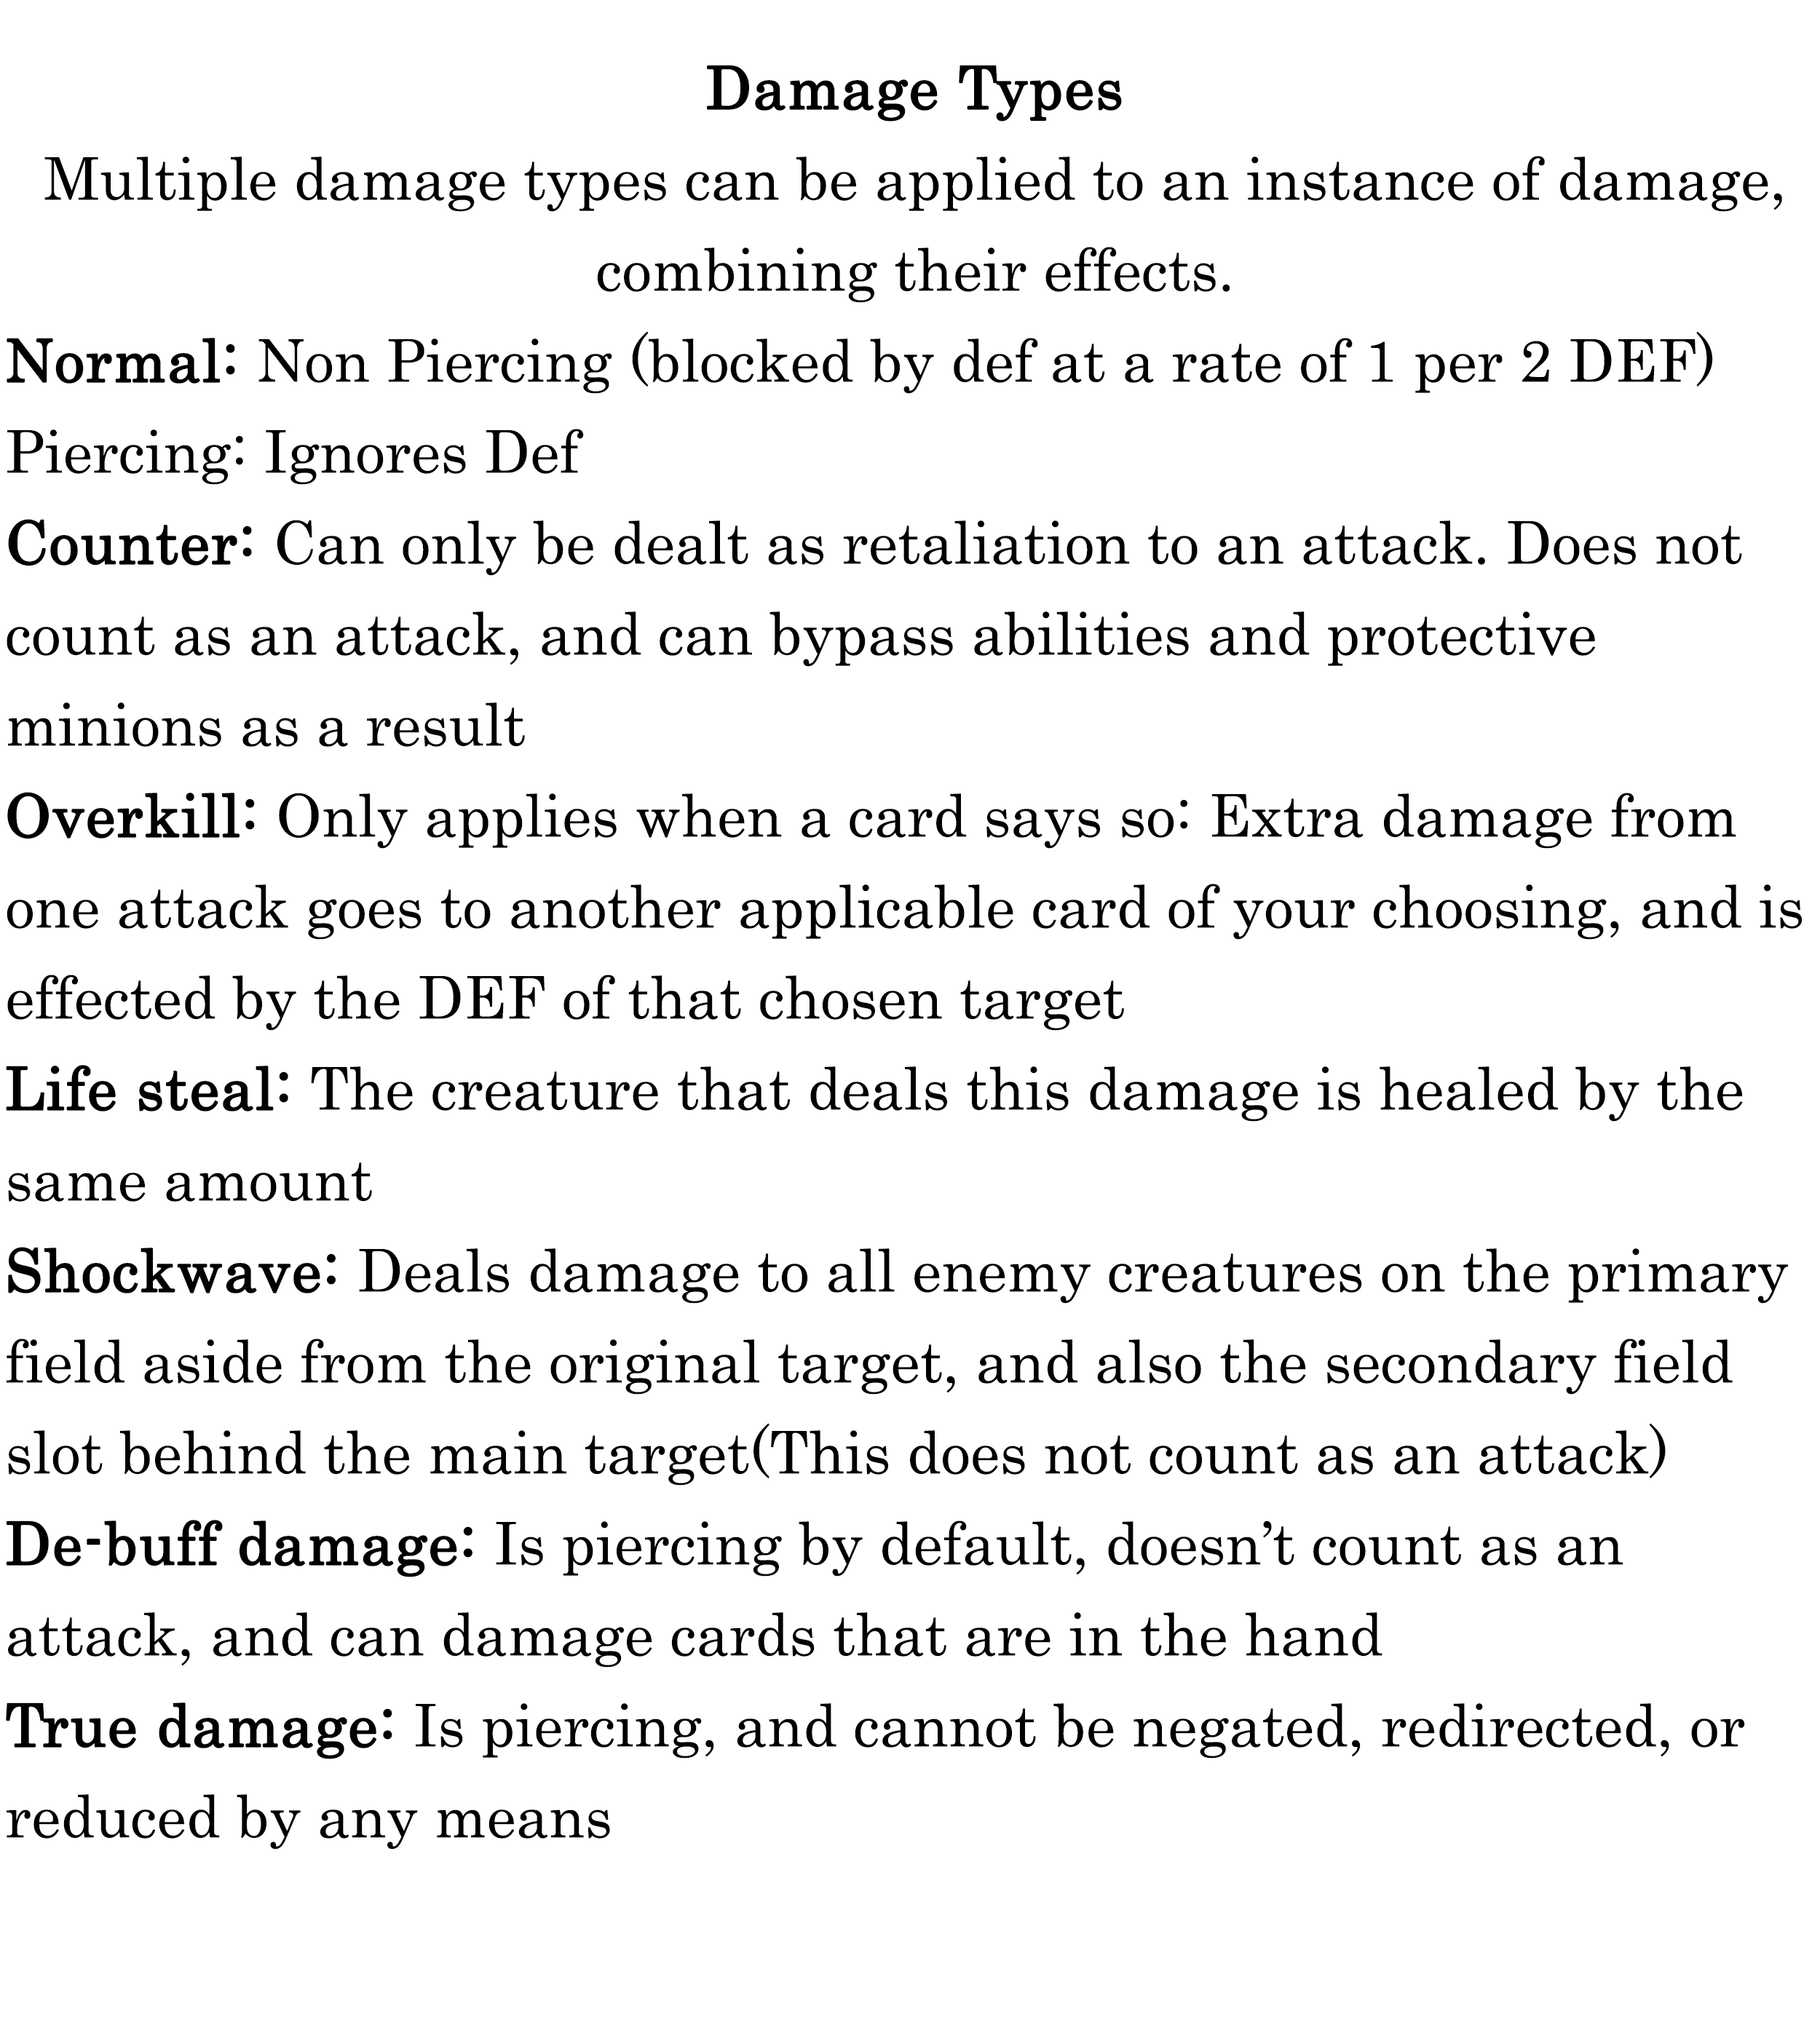 Damage Types
Multiple damage types can be applied to an instance of damage,
combining their effects.
Normal: Non Piercing (blocked by def at a rate of 1 per 2 DEF)
Piercing: Ignores Def
Counter: Can only be dealt as retaliation to an attack. Does not
count as an attack, and can bypass abilities and protective
minions as a result
Overkill: Only applies when a card says so: Extra damage from
one attack goes to another applicable card of your choosing, and is
effected by the DEF of that chosen target
Life steal: The creature that deals this damage is healed by the
same amount
Shockwave: Deals damage to all enemy creatures on the primary
field aside from the original target, and also the secondary field
slot behind the main target(This does not count as an attack)
De-buff damage: Is piercing by default, doesn’t count as an
attack, and can damage cards that are in the hand
True damage: Is piercing, and cannot be negated, redirected, or
reduced by any means